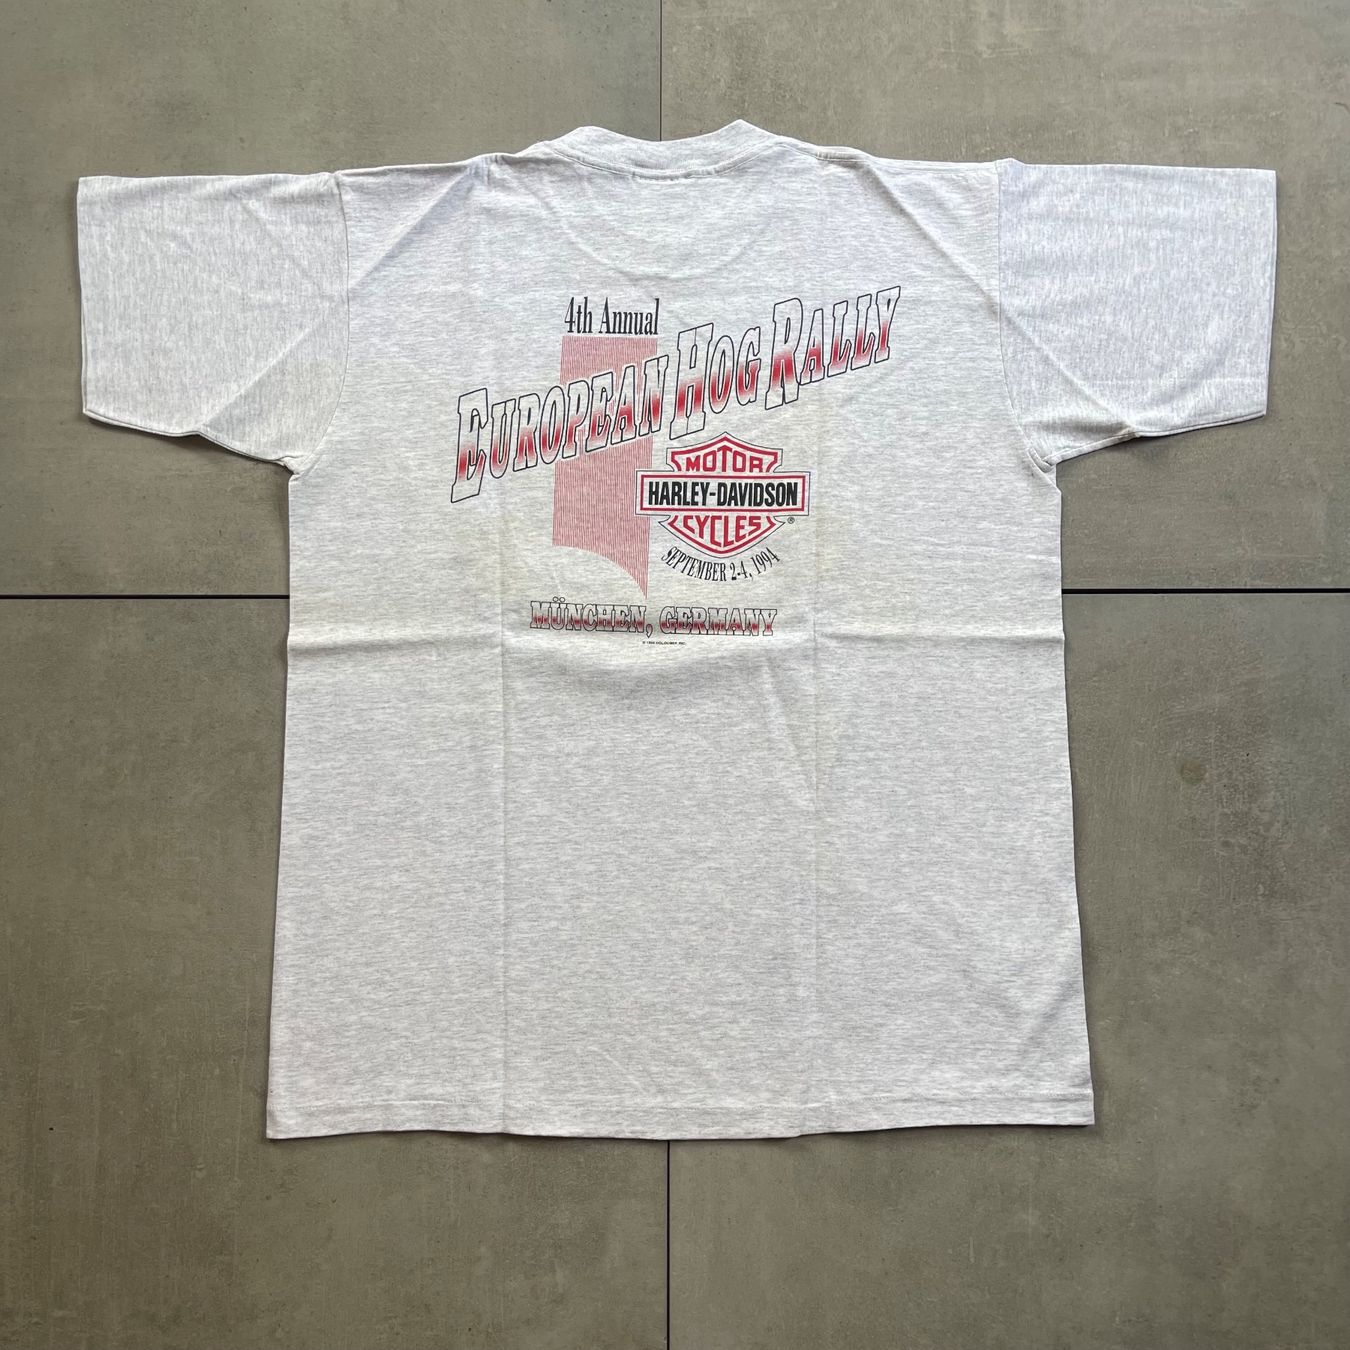 4th Annual
EUROPEAN HOG RALLY
MOTOR
HARLEY-DAVIDSON
CYCLES
®
SEPTEMBER 2-4, 1994
MÜNCHEN, GERMANY